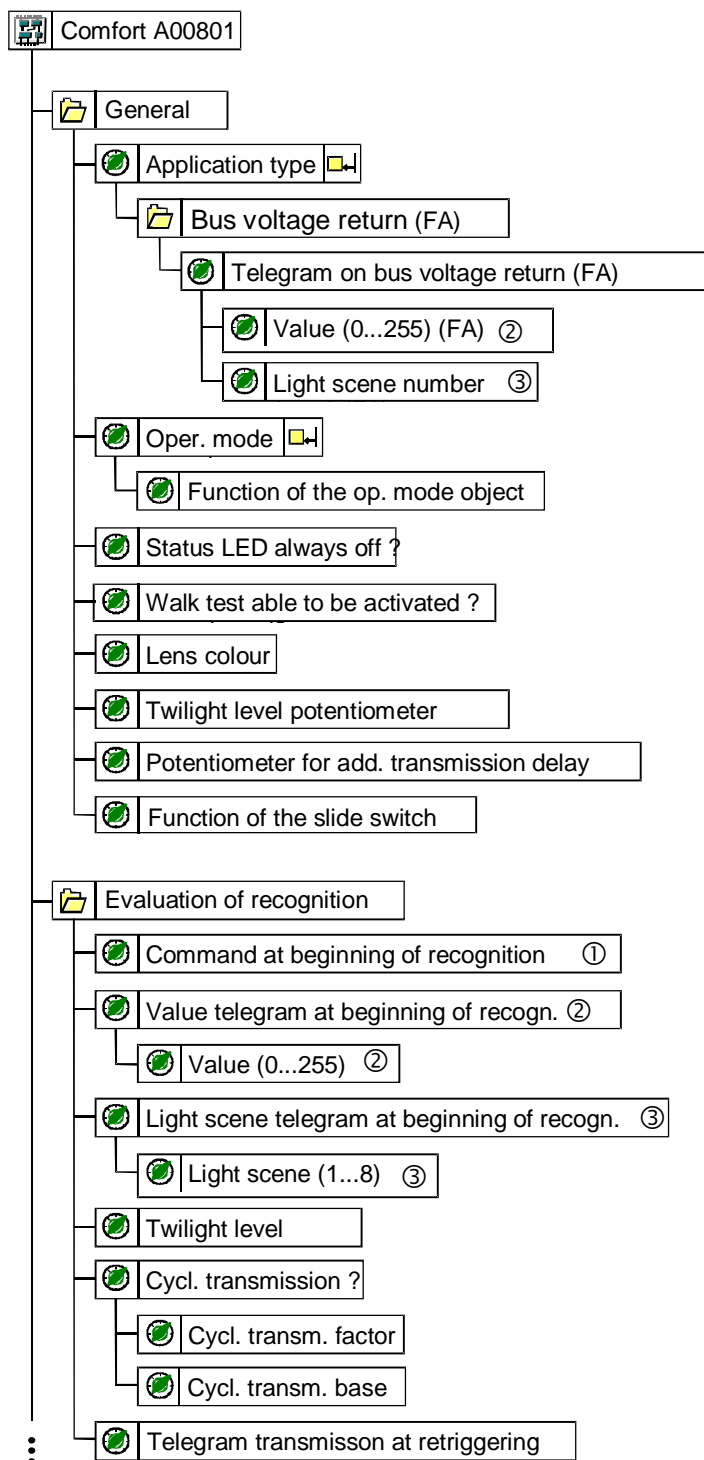 Comfort A00801
General
Application type
Bus voltage return (FA)
Telegram on bus voltage return (FA)
Value (0...255) (FA) ②
Light scene number ③
Oper. mode
Function of the op. mode object
Status LED always off ?
Walk test able to be activated ?
Lens colour
Twilight level potentiometer
Potentiometer for add. transmission delay
Function of the slide switch
Evaluation of recognition
Command at beginning of recognition ①
Value telegram at beginning of recogn. ②
Value (0...255) ②
Light scene telegram at beginning of recogn. ③
Light scene (1...8) ③
Twilight level
Cycl. transmission ?
Cycl. transm. factor
Cycl. transm. base
Telegram transmisson at retriggering